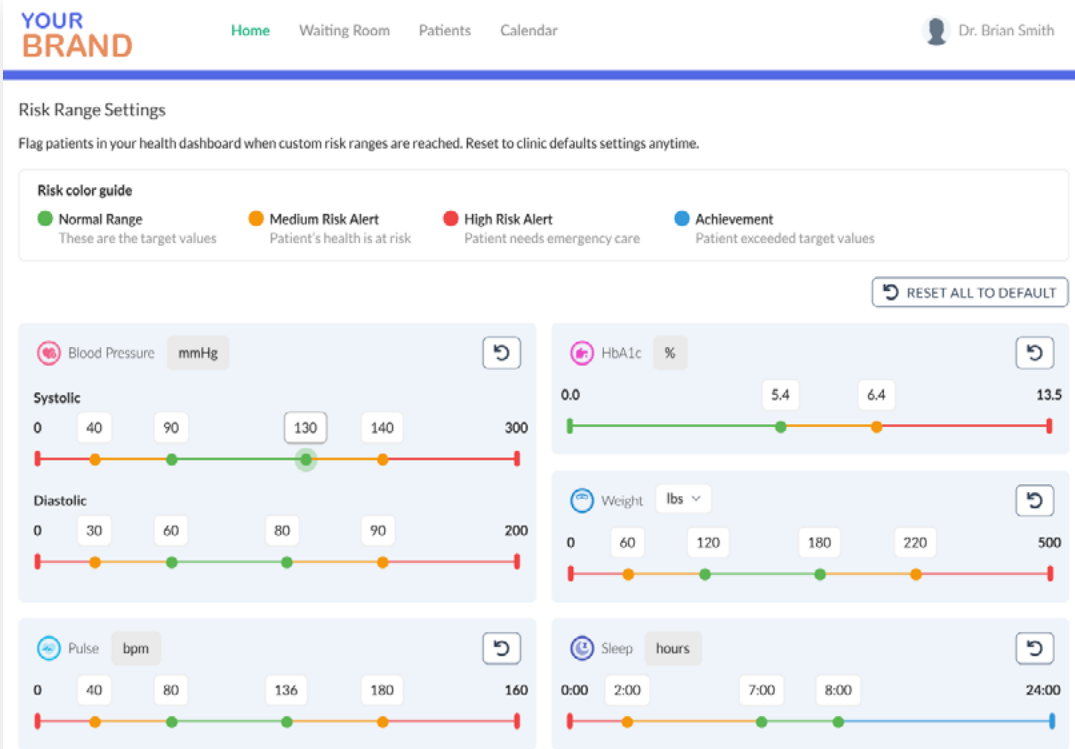 YOUR
BRAND
Home Waiting Room Patients Calendar Dr. Brian Smith
Risk Range Settings
Flag patients in your health dashboard when custom risk ranges are reached. Reset to clinic defaults settings anytime.
Risk color guide
Normal Range Medium Risk Alert High Risk Alert Achievement
These are the target values Patient's health is at risk Patient needs emergency care Patient exceeded target values
RESET ALL TO DEFAULT
Blood Pressure mmHg
Systolic
0 40 90 130 140 300
Diastolic
0 30 60 80 90 200
HbA1c %
0.0 5.4 6.4 13.5
Weight lbs
0 60 120 180 220 500
Pulse bpm
0 40 80 136 180 160
Sleep hours
0:00 2:00 7:00 8:00 24:00